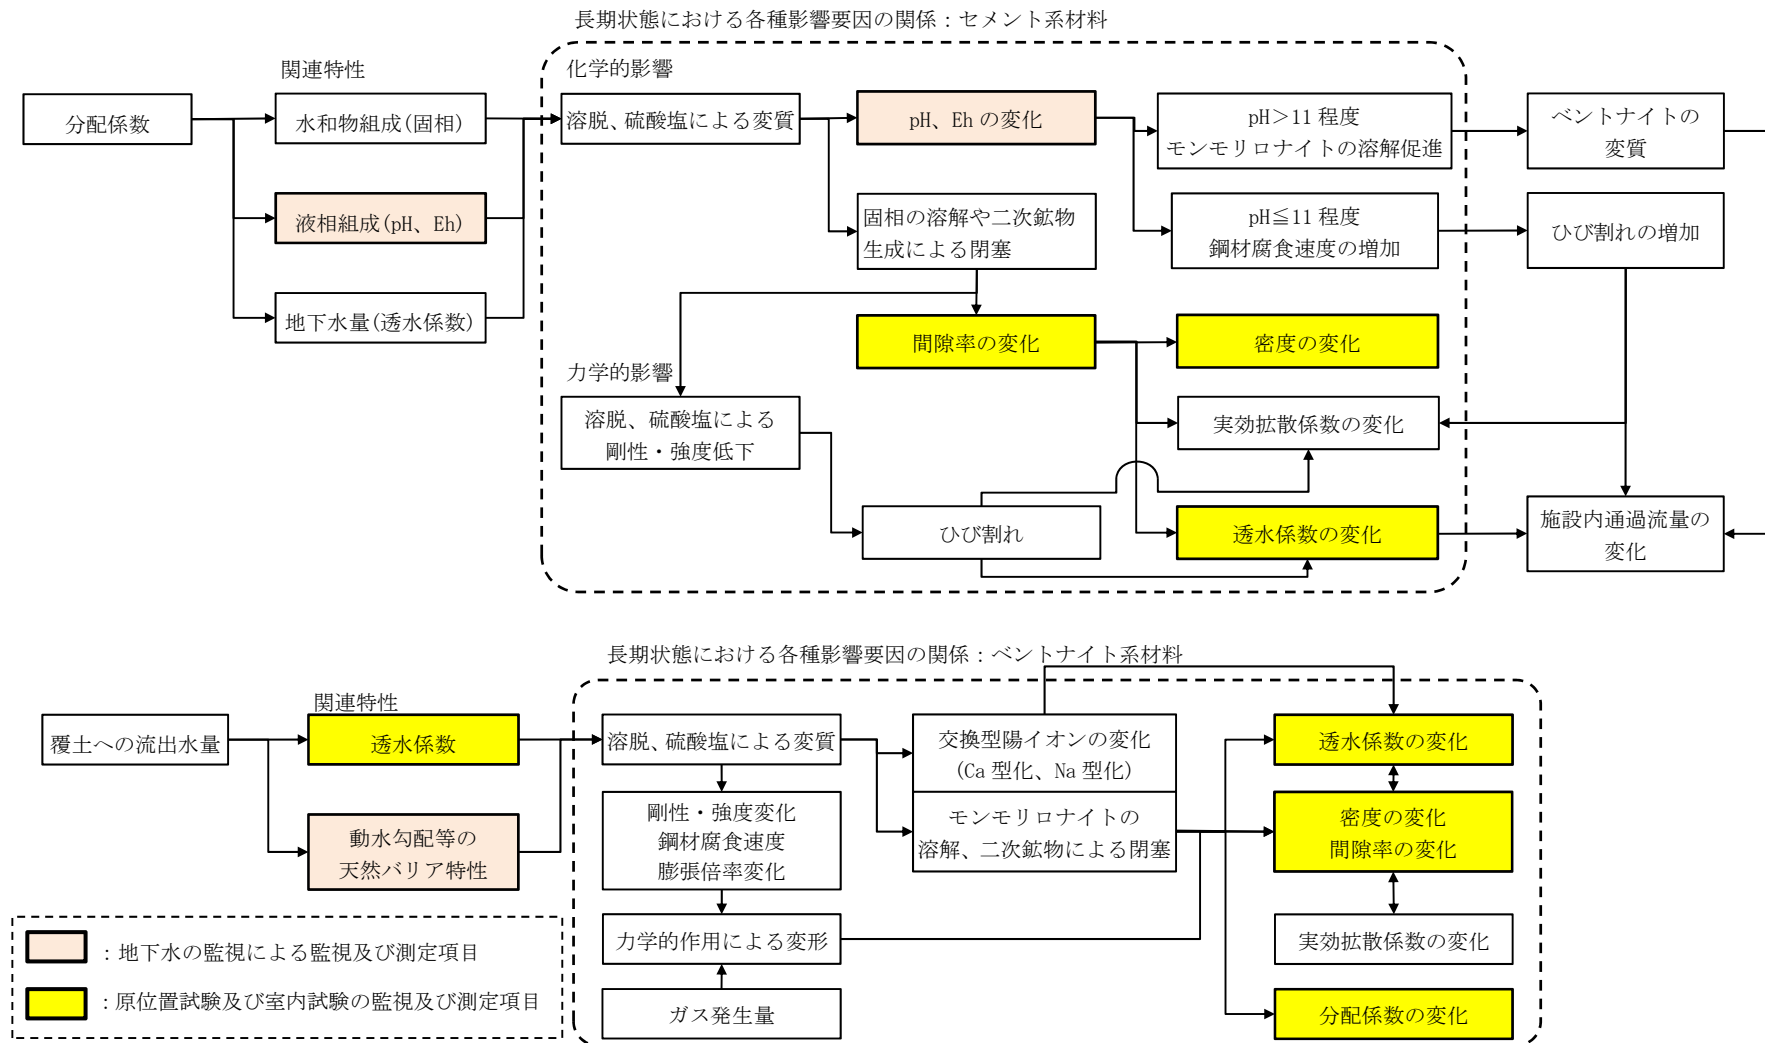 長期状態における各種影響要因の関係：セメント系材料
関連特性
化学的影響
分配係数
水和物組成(固相)
液相組成(pH、Eh)
地下水量(透水係数)
溶脱、硫酸塩による変質
pH、Eh の変化
pH＞11 程度
モンモリロナイトの溶解促進
ベントナイトの
変質
固相の溶解や二次鉱物
生成による閉塞
pH≦11 程度
鋼材腐食速度の増加
ひび割れの増加
間隙率の変化
密度の変化
力学的影響
溶脱、硫酸塩による
剛性・強度低下
実効拡散係数の変化
ひび割れ
透水係数の変化
施設内通過流量の
変化
長期状態における各種影響要因の関係：ベントナイト系材料
関連特性
覆土への流出水量
透水係数
動水勾配等の
天然バリア特性
溶脱、硫酸塩による変質
剛性・強度変化
鋼材腐食速度
膨張倍率変化
力学的作用による変形
ガス発生量
交換型陽イオンの変化
(Ca 型化、Na 型化)
モンモリロナイトの
溶解、二次鉱物による閉塞
透水係数の変化
密度の変化
間隙率の変化
実効拡散係数の変化
分配係数の変化
：地下水の監視による監視及び測定項目
：原位置試験及び室内試験の監視及び測定項目